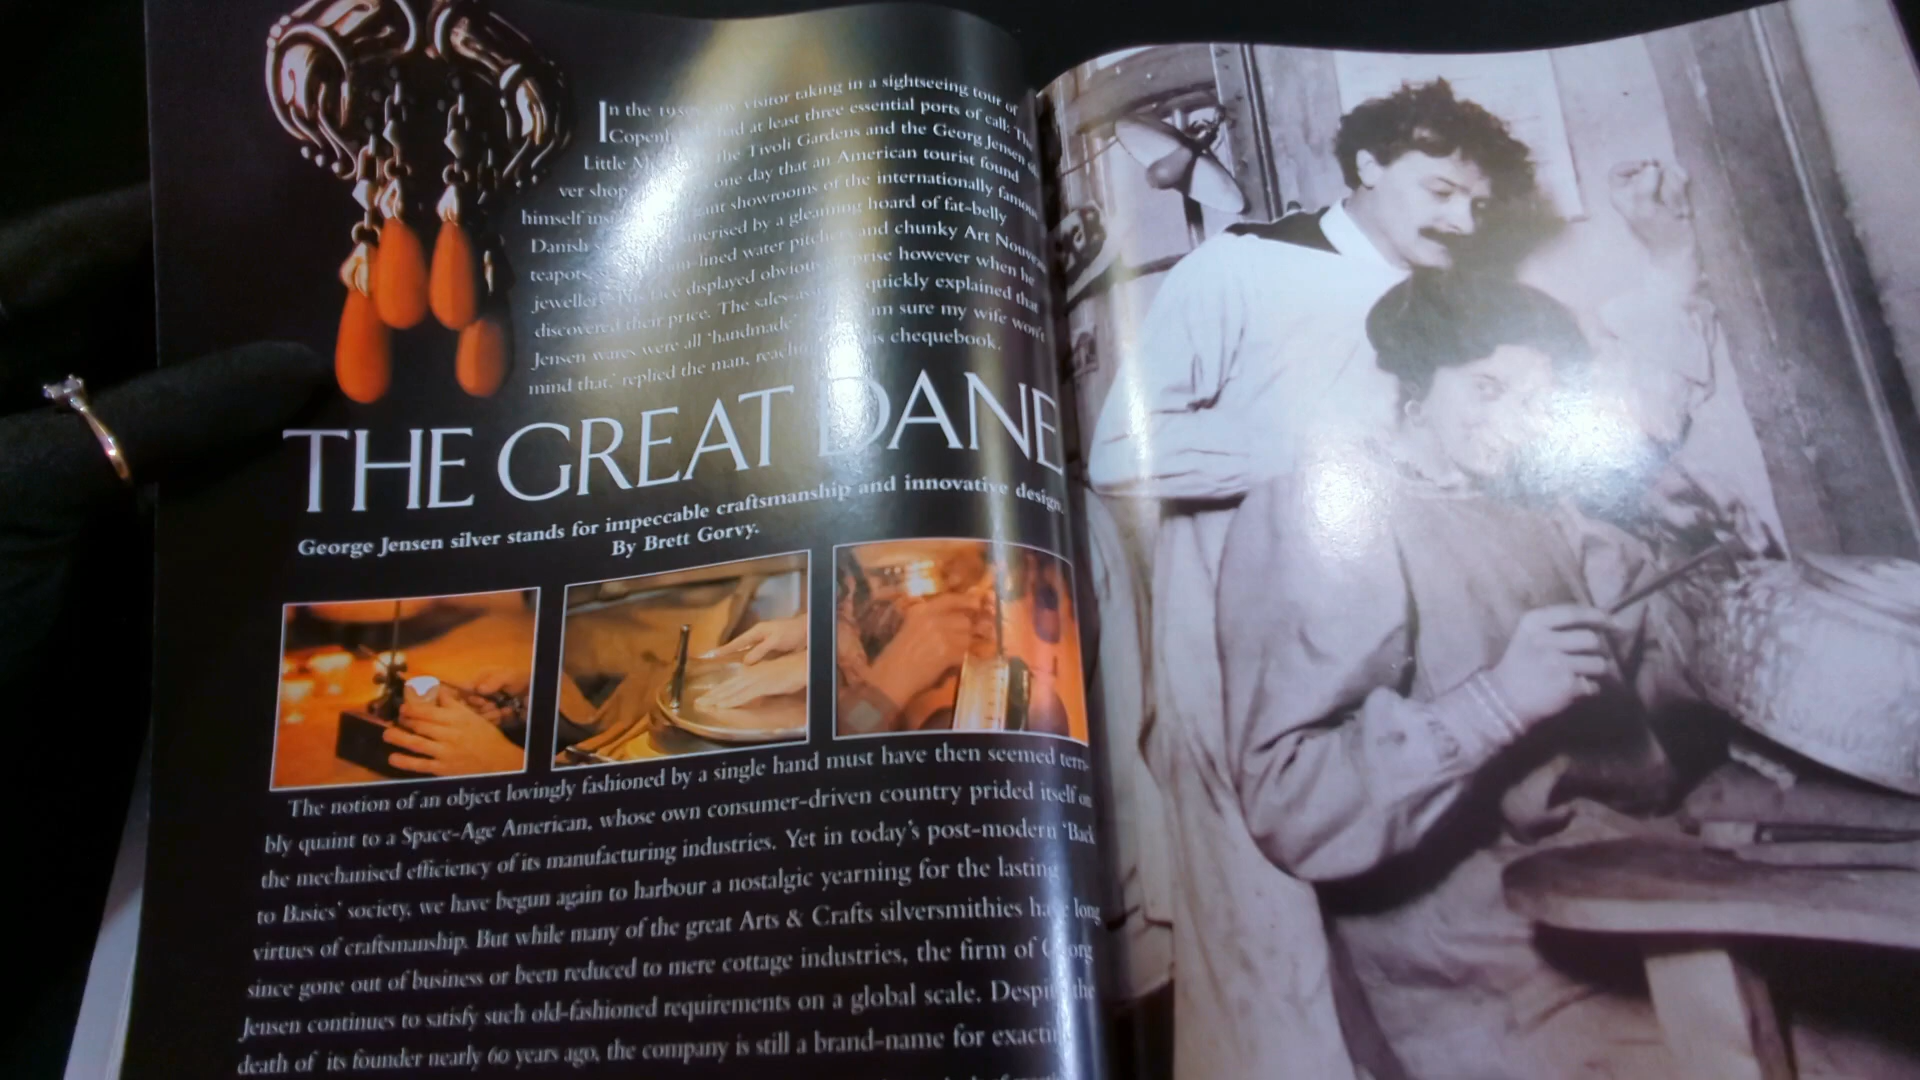 In the 1950s any visitor taking in a sightseeing tour of
Copenhagen had at least three essential ports of call: The
Little the Tivoli Gardens and the Georg Jensen
ver shop one day that an American tourist found
himself showrooms of the internationally famous
Danish by a gleaming hoard of fat-belly
teapots, -lined water pitchers and chunky Art Nouveau
jewellery. face displayed obvious surprise however when he
discovered their price. The sales- quickly explained that
Jensen wares were all 'handmade' am sure my wife won't
mind that,' replied the man, reaching his chequebook.
THE GREAT DANE
George Jensen silver stands for impeccable craftsmanship and innovative design.
By Brett Gorvy.
The notion of an object lovingly fashioned by a single hand must have then seemed terri-
bly quaint to a Space-Age American, whose own consumer-driven country prided itself on
the mechanised efficiency of its manufacturing industries. Yet in today's post-modern 'Back
to Basics' society, we have begun again to harbour a nostalgic yearning for the lasting
virtues of craftsmanship. But while many of the great Arts & Crafts silversmithies have long
since gone out of business or been reduced to mere cottage industries, the firm of Georg
Jensen continues to satisfy such old-fashioned requirements on a global scale. Despite the
death of its founder nearly 60 years ago, the company is still a brand-name for exacting